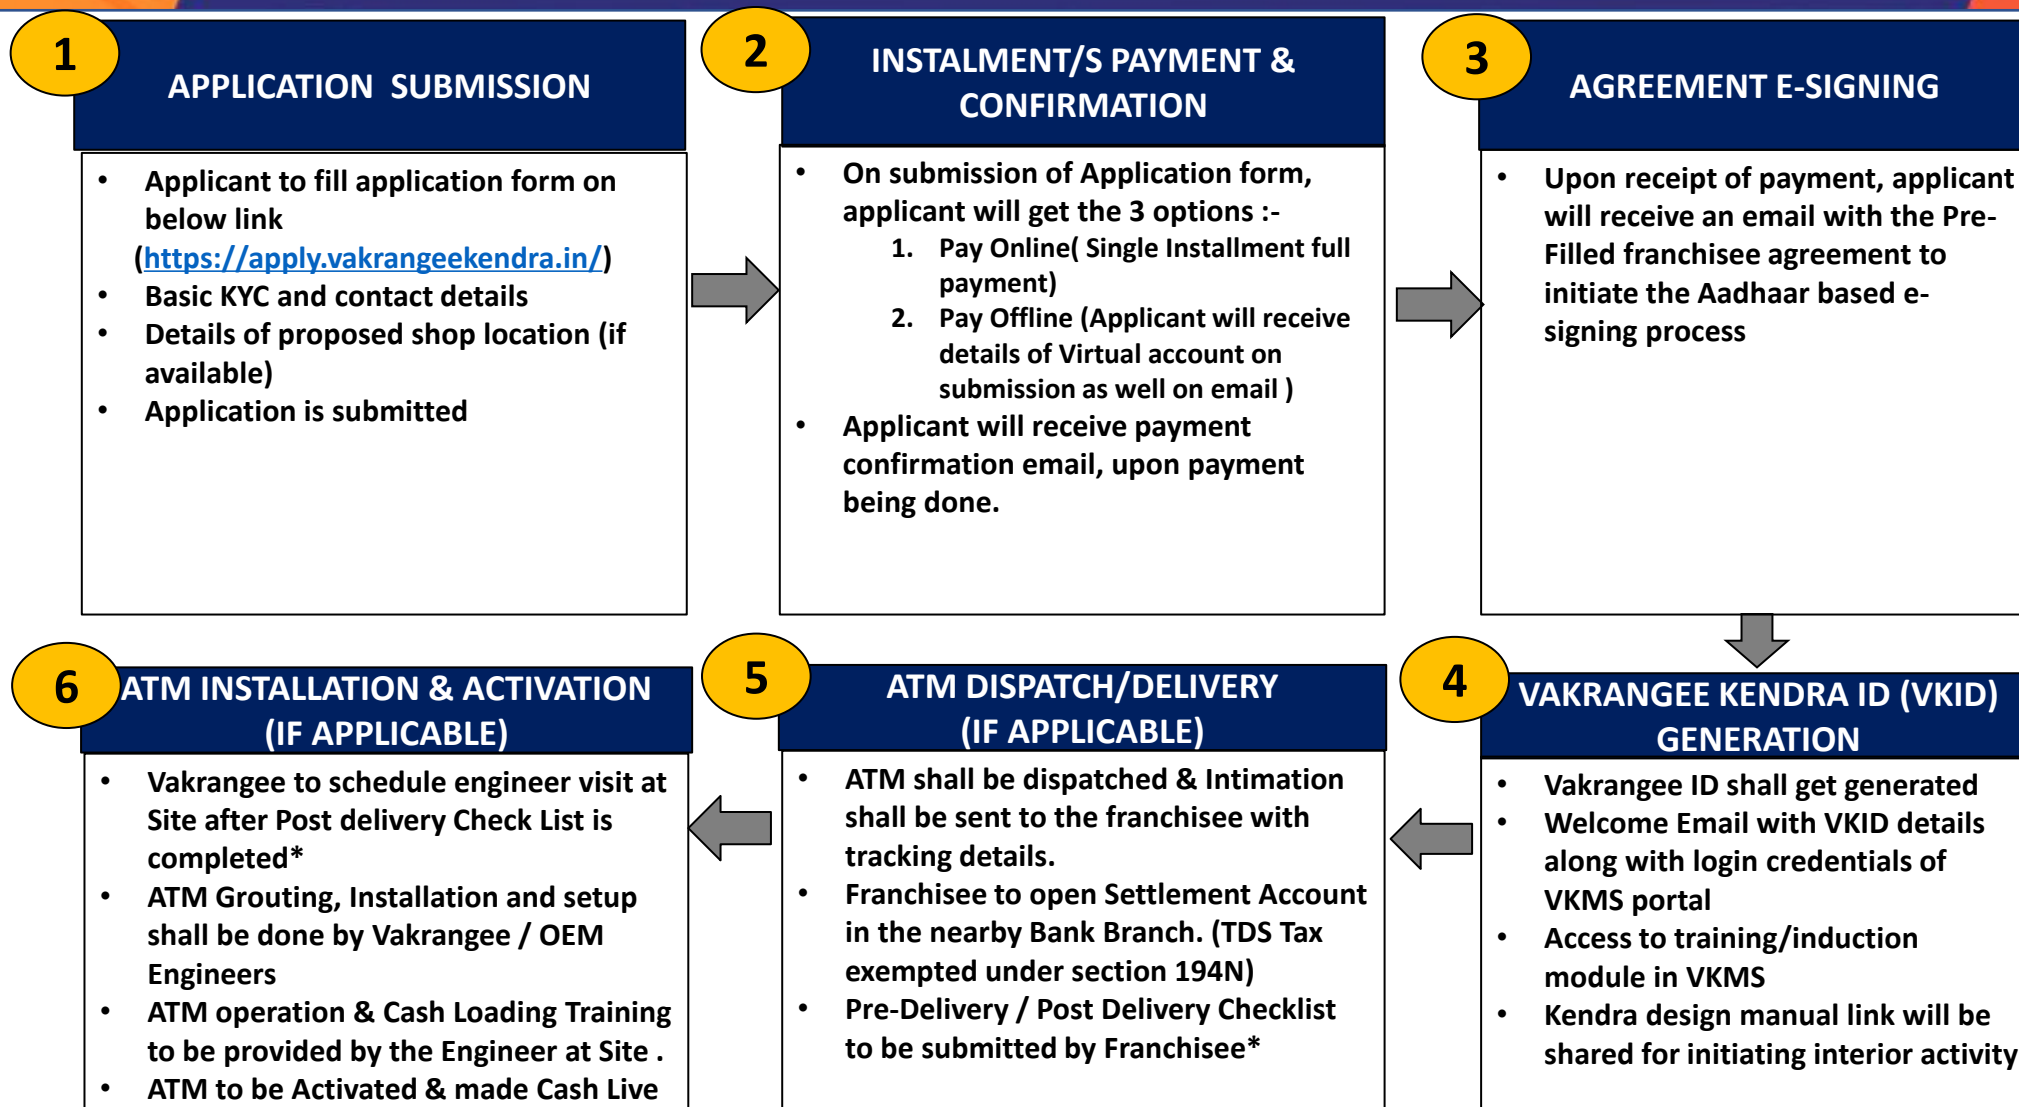 1
APPLICATION SUBMISSION
• Applicant to fill application form on
below link
(https://apply.vakrangeekendra.in/)
• Basic KYC and contact details
• Details of proposed shop location (if
available)
• Application is submitted
2
INSTALMENT/S PAYMENT &
CONFIRMATION
• On submission of Application form,
applicant will get the 3 options :-
1. Pay Online( Single Installment full
payment)
2. Pay Offline (Applicant will receive
details of Virtual account on
submission as well on email )
• Applicant will receive payment
confirmation email, upon payment
being done.
3
AGREEMENT E-SIGNING
• Upon receipt of payment, applicant
will receive an email with the Pre-
Filled franchisee agreement to
initiate the Aadhaar based e-
signing process
4
VAKRANGEE KENDRA ID (VKID)
GENERATION
• Vakrangee ID shall get generated
• Welcome Email with VKID details
along with login credentials of
VKMS portal
• Access to training/induction
module in VKMS
• Kendra design manual link will be
shared for initiating interior activity
5
ATM DISPATCH/DELIVERY
(IF APPLICABLE)
• ATM shall be dispatched & Intimation
shall be sent to the franchisee with
tracking details.
• Franchisee to open Settlement Account
in the nearby Bank Branch. (TDS Tax
exempted under section 194N)
• Pre-Delivery / Post Delivery Checklist
to be submitted by Franchisee*
6
ATM INSTALLATION & ACTIVATION
(IF APPLICABLE)
• Vakrangee to schedule engineer visit at
Site after Post delivery Check List is
completed*
• ATM Grouting, Installation and setup
shall be done by Vakrangee / OEM
Engineers
• ATM operation & Cash Loading Training
to be provided by the Engineer at Site .
• ATM to be Activated & made Cash Live